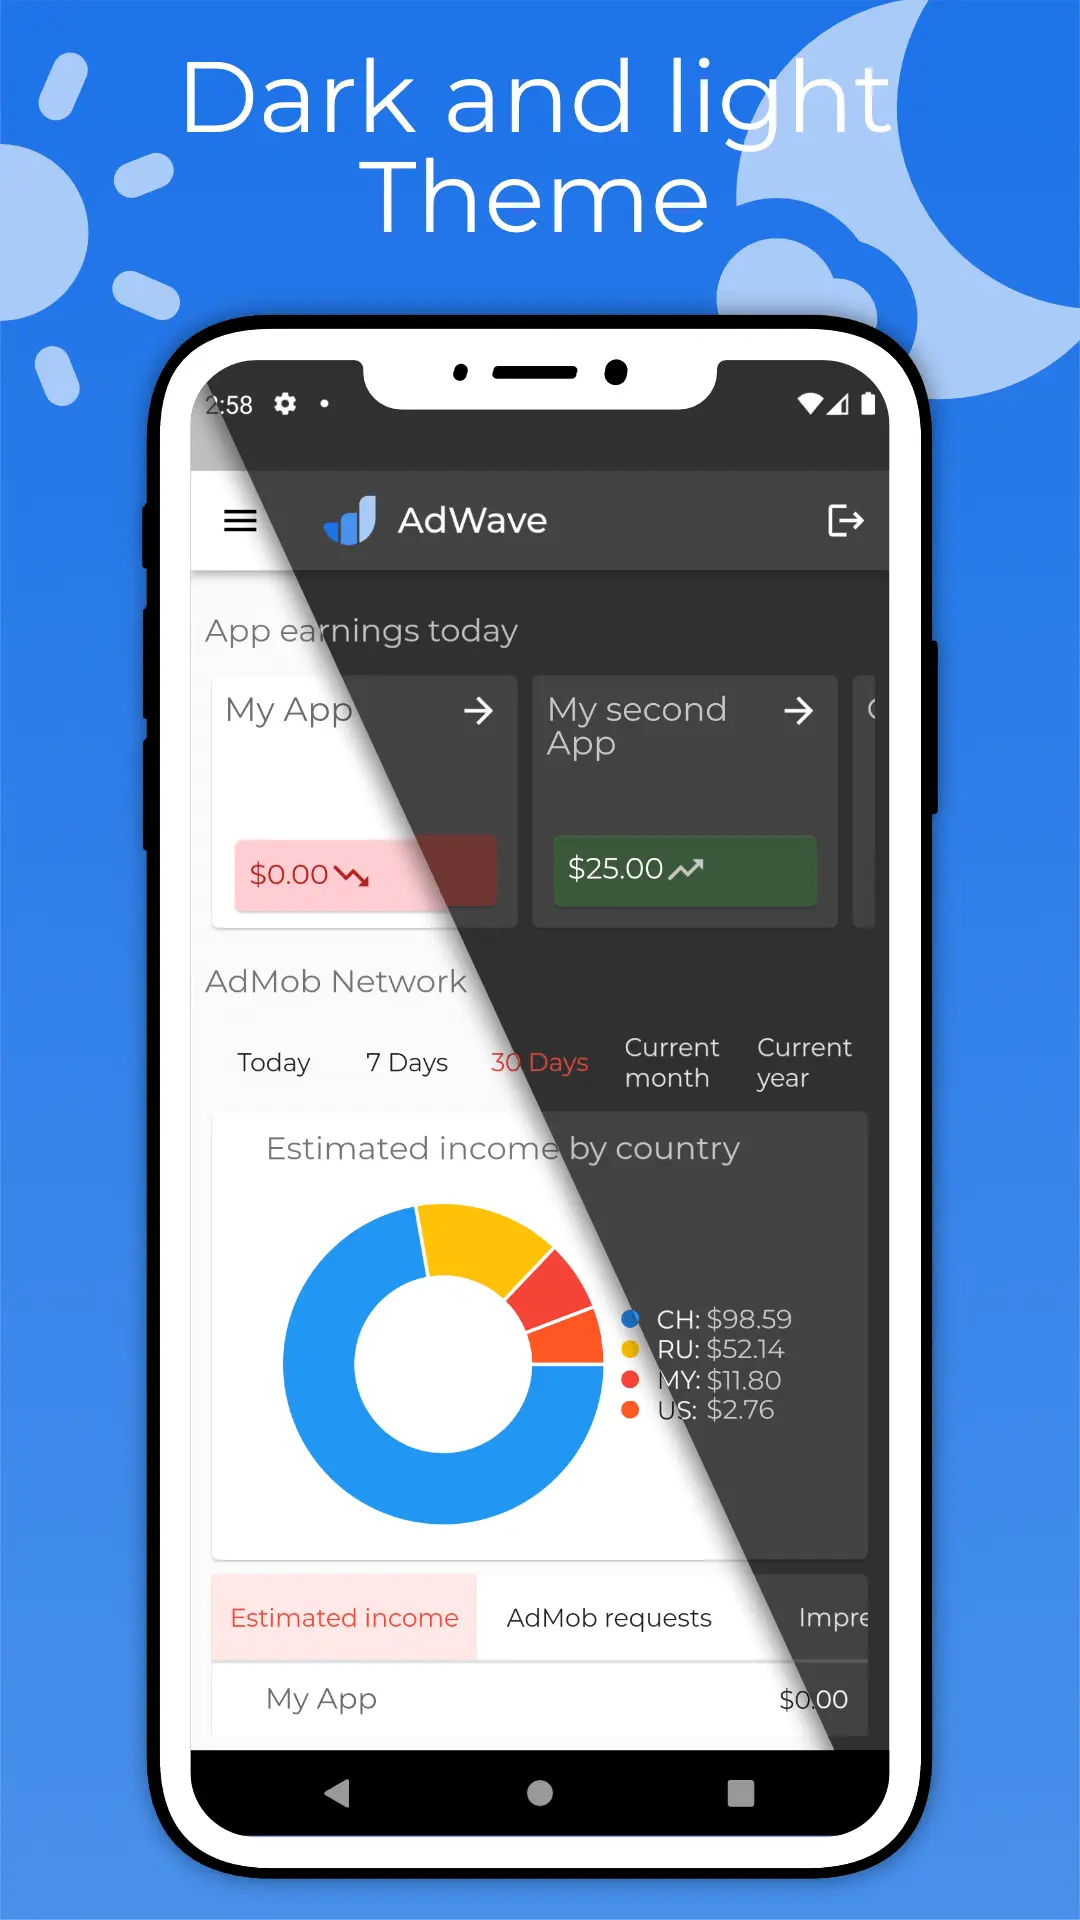 Dark and light
Theme
2:58
AdWave
App earnings today
My App
My second
App
$0.00
$25.00
AdMob Network
Today
7 Days
30 Days
Current
month
Current
year
Estimated income by country
CH: $98.59
RU: $52.14
MY: $11.80
US: $2.76
Estimated income
AdMob requests
Impre
My App
$0.00